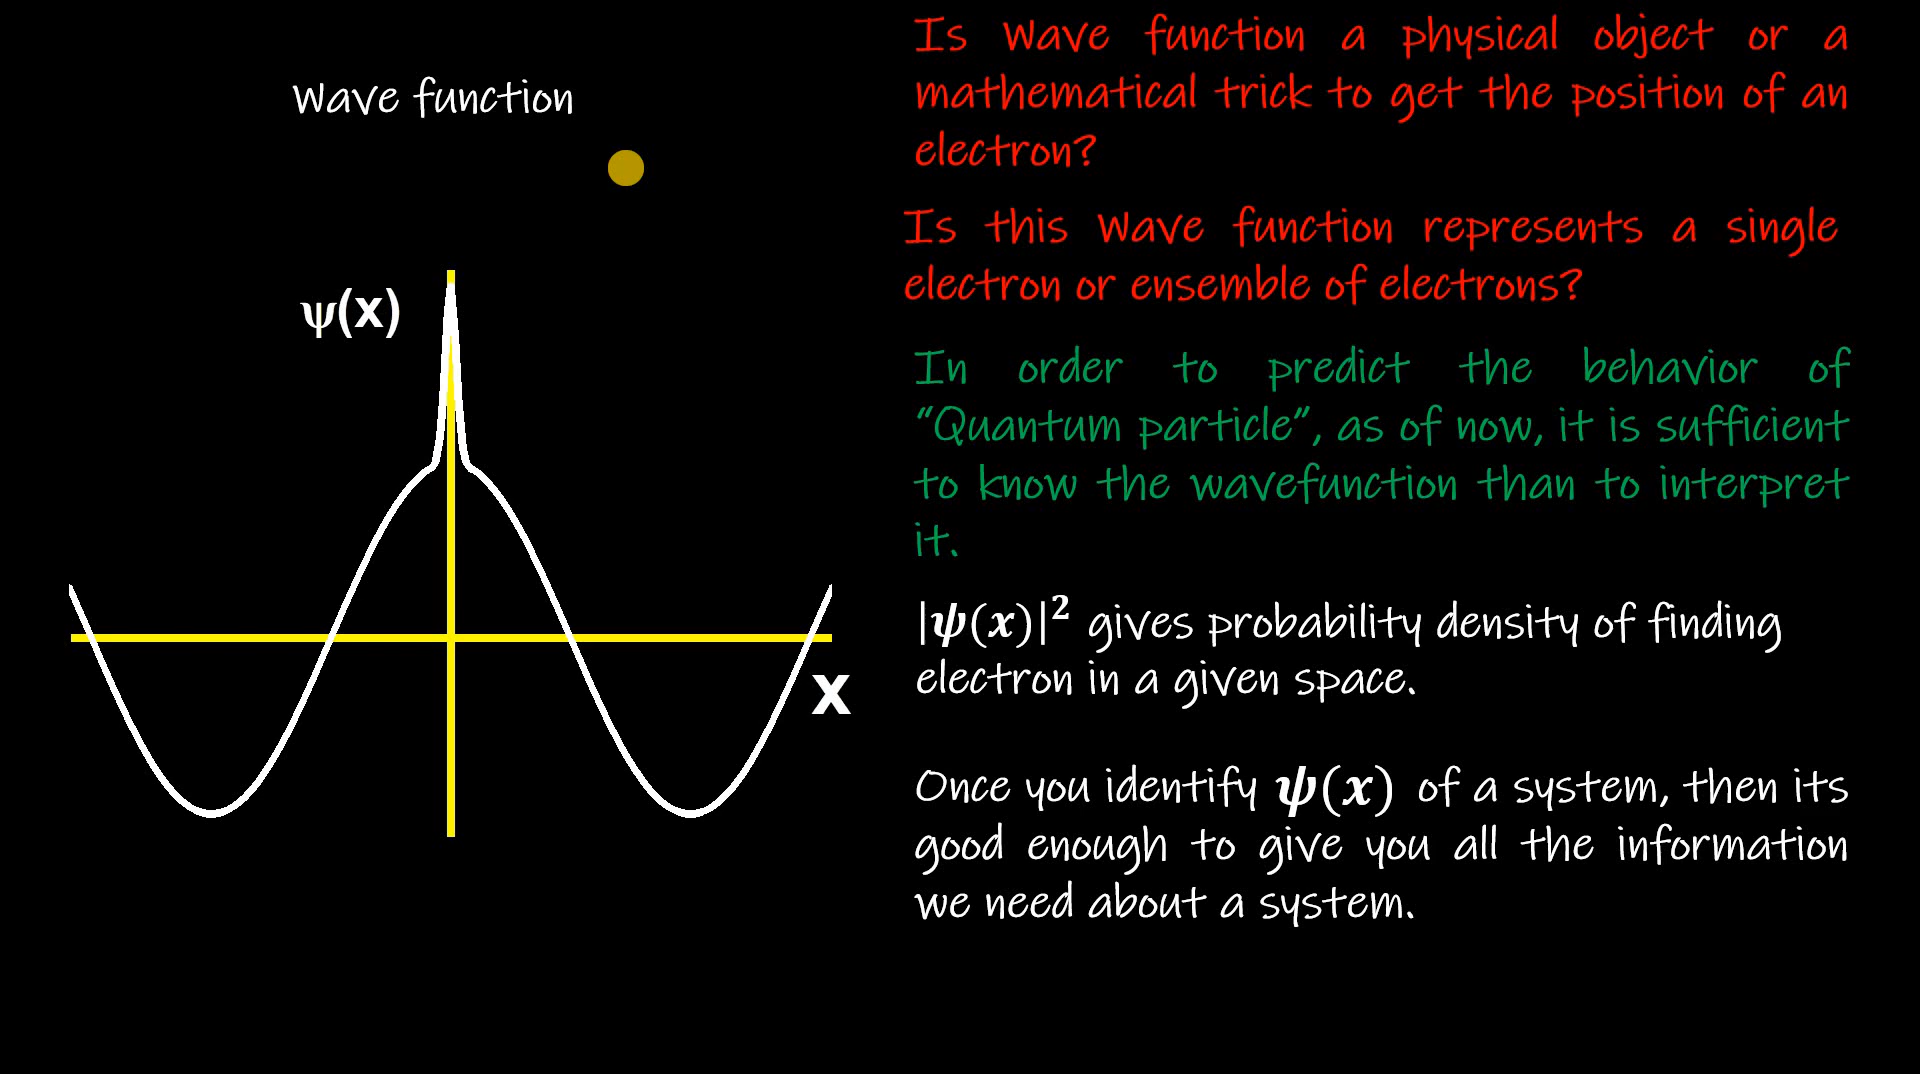 Wave function
ψ(x)
x
Is Wave function a physical object or a
mathematical trick to get the position of an
electron?
Is this Wave function represents a single
electron or ensemble of electrons?
In order to predict the behavior of
“Quantum particle”, as of now, it is sufficient
to know the wavefunction than to interpret
it.
|ψ(x)|² gives probability density of finding
electron in a given space.
Once you identify ψ(x) of a system, then its
good enough to give you all the information
we need about a system.